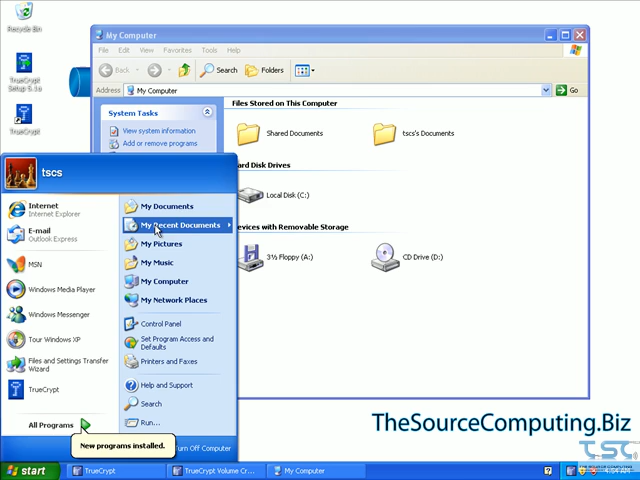 Recycle Bin
TrueCrypt
Setup 6.1a
TrueCrypt
My Computer
File Edit View Favorites Tools Help
Back Search Folders
Address My Computer Go
System Tasks
View system information
Add or remove programs
Files Stored on This Computer
Shared Documents
tscs's Documents
ard Disk Drives
Local Disk (C:)
evices with Removable Storage
3½ Floppy (A:)
CD Drive (D:)
tscs
Internet
Internet Explorer
E-mail
Outlook Express
MSN
Windows Media Player
Windows Messenger
Tour Windows XP
Files and Settings Transfer
Wizard
TrueCrypt
All Programs
My Documents
My Recent Documents
My Pictures
My Music
My Computer
My Network Places
Control Panel
Set Program Access and
Defaults
Printers and Faxes
Help and Support
Search
Run...
New programs installed.
Turn Off Computer
TheSourceComputing.Biz
TSC
start
TrueCrypt
TrueCrypt Volume Cr...
My Computer